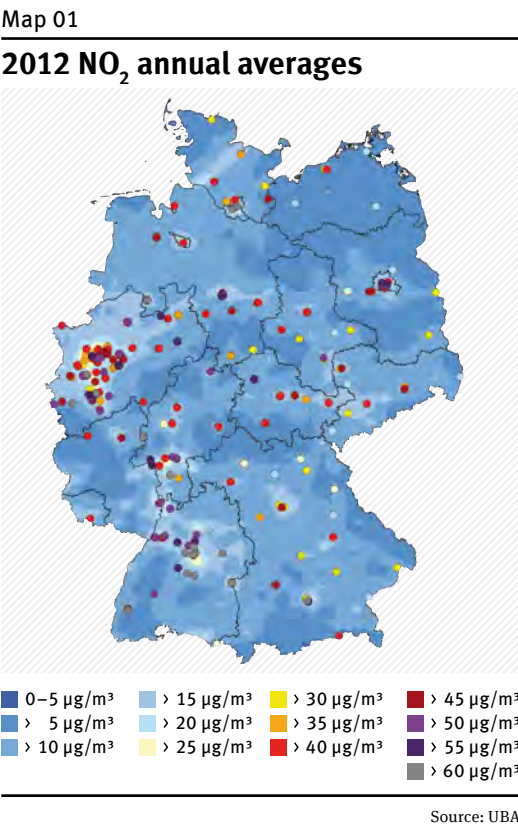 Map 01
2012 NO₂ annual averages
0–5 µg/m³
> 5 µg/m³
> 10 µg/m³
> 15 µg/m³
> 20 µg/m³
> 25 µg/m³
> 30 µg/m³
> 35 µg/m³
> 40 µg/m³
> 45 µg/m³
> 50 µg/m³
> 55 µg/m³
> 60 µg/m³
Source: UBA